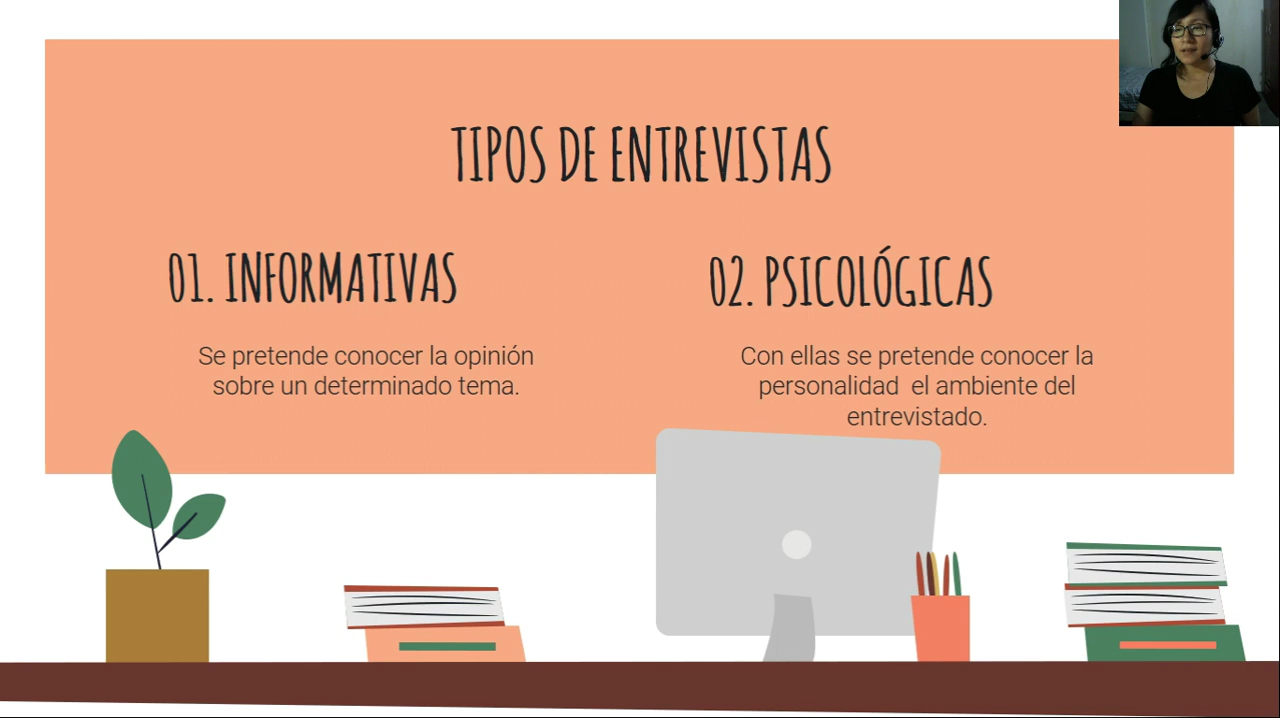 TIPOS DE ENTREVISTAS
01. INFORMATIVAS
Se pretende conocer la opinión
sobre un determinado tema.
02. PSICOLÓGICAS
Con ellas se pretende conocer la
personalidad el ambiente del
entrevistado.